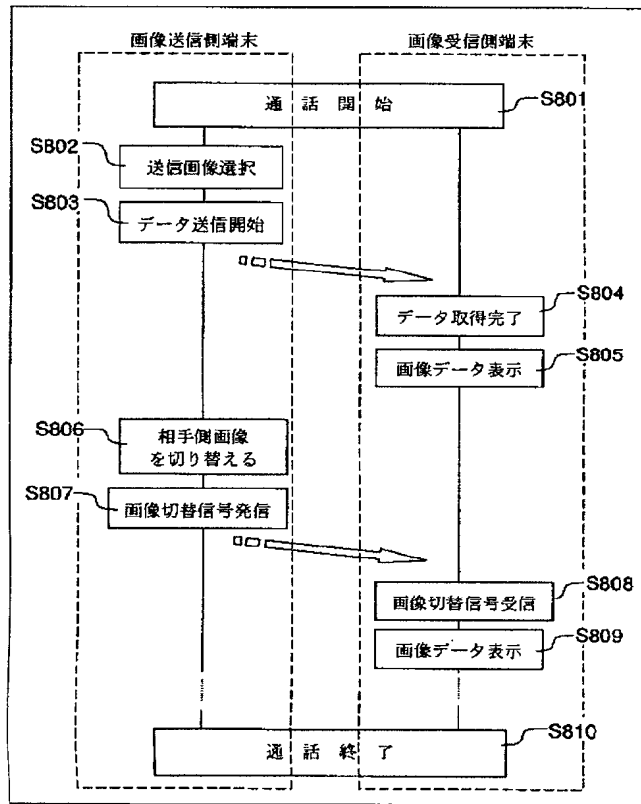 画像送信側端末
画像受信側端末
通話開始
S801
S802
送信画像選択
S803
データ送信開始
S804
データ取得完了
S805
画像データ表示
S806
相手側画像
を切り替える
S807
画像切替信号発信
S808
画像切替信号受信
S809
画像データ表示
S810
通話終了